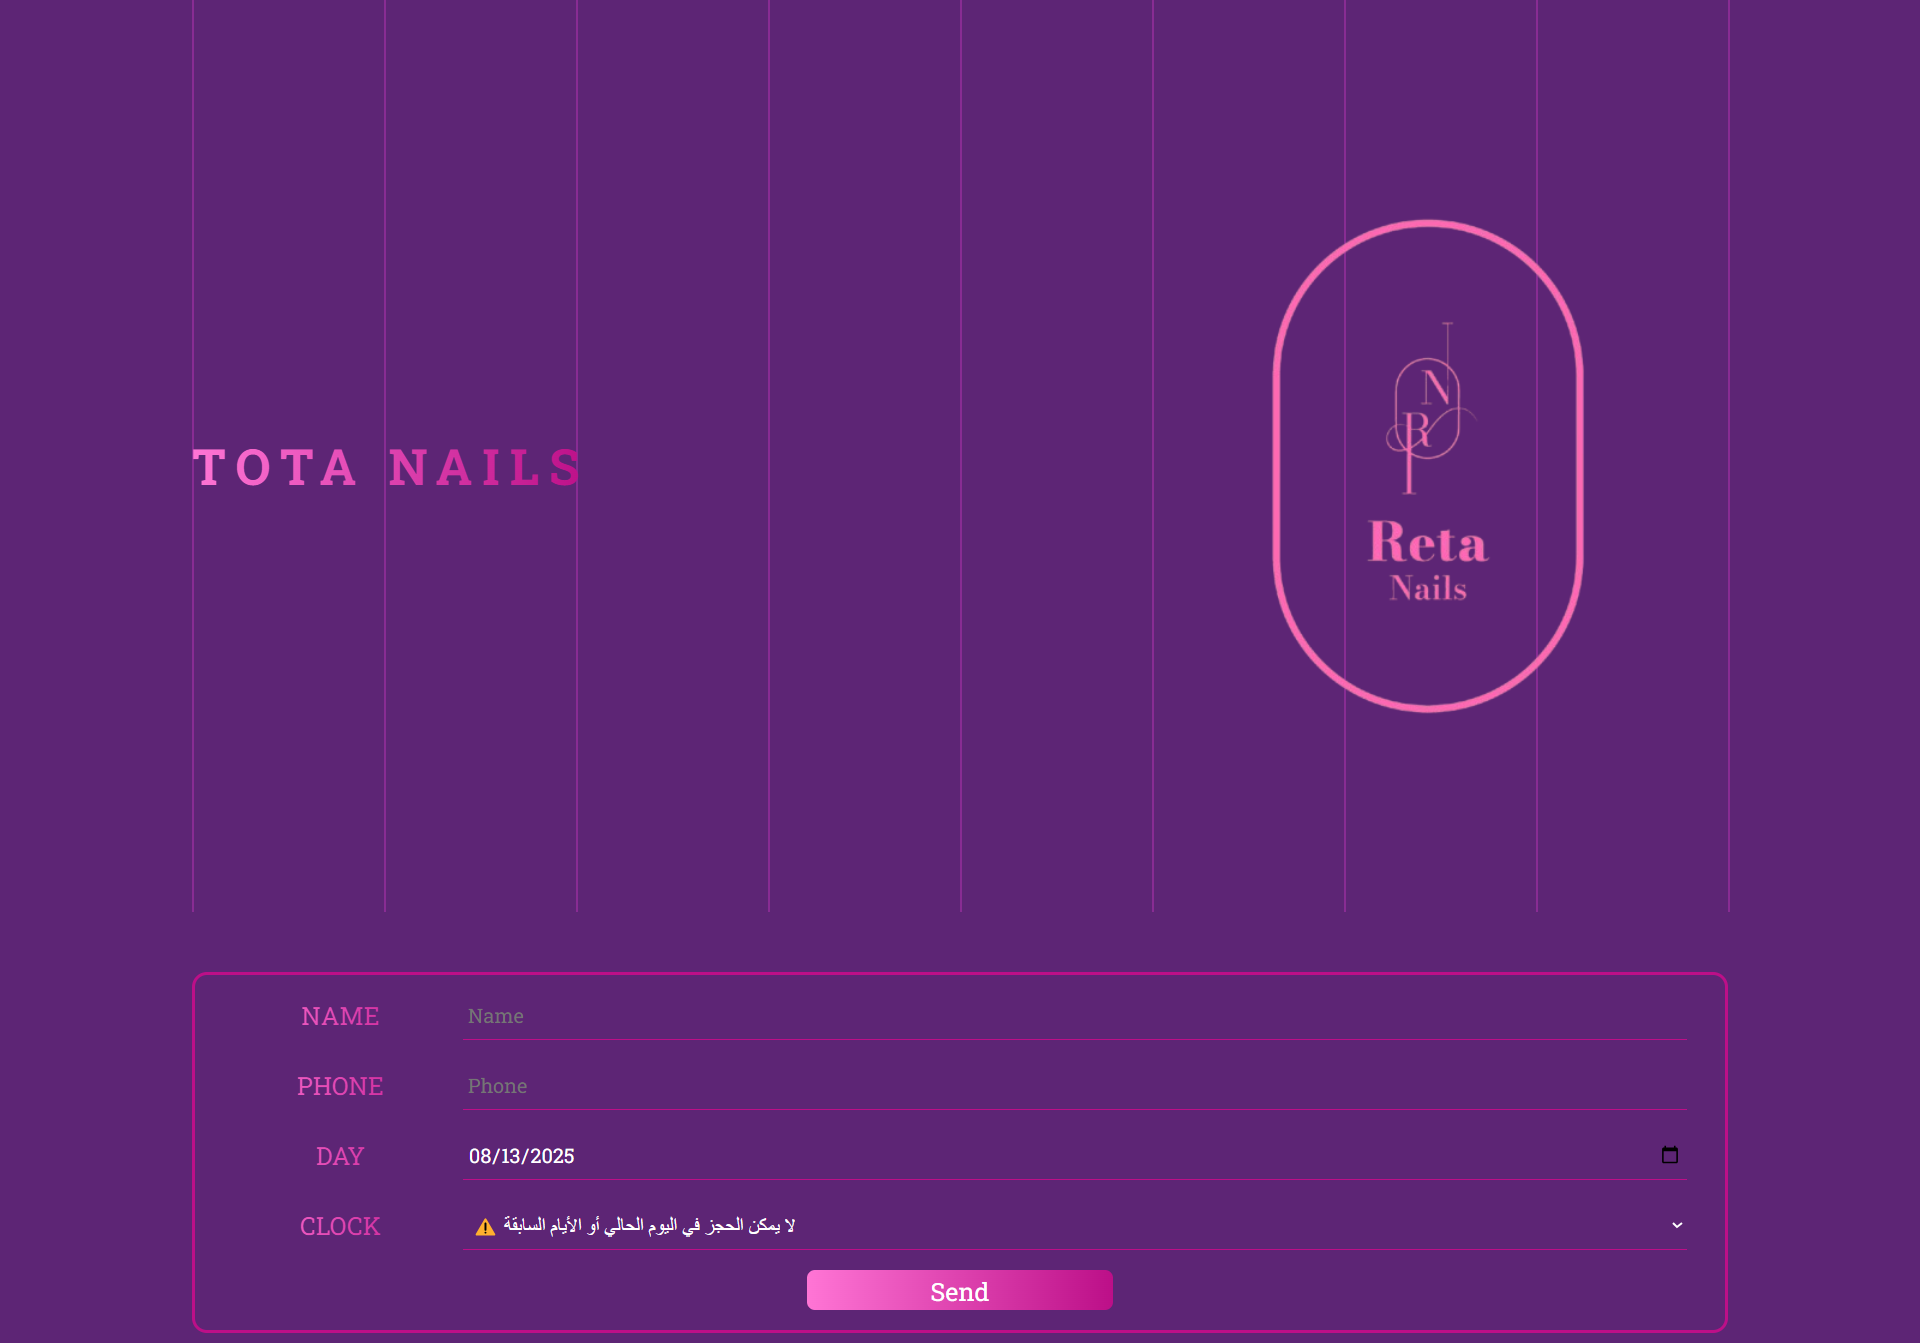 TOTA NAILS
N
R
Reta
Nails
NAME
Name
PHONE
Phone
DAY
08/13/2025
CLOCK
⚠️ لا يمكن الحجز في اليوم الحالي أو الأيام السابقة
Send